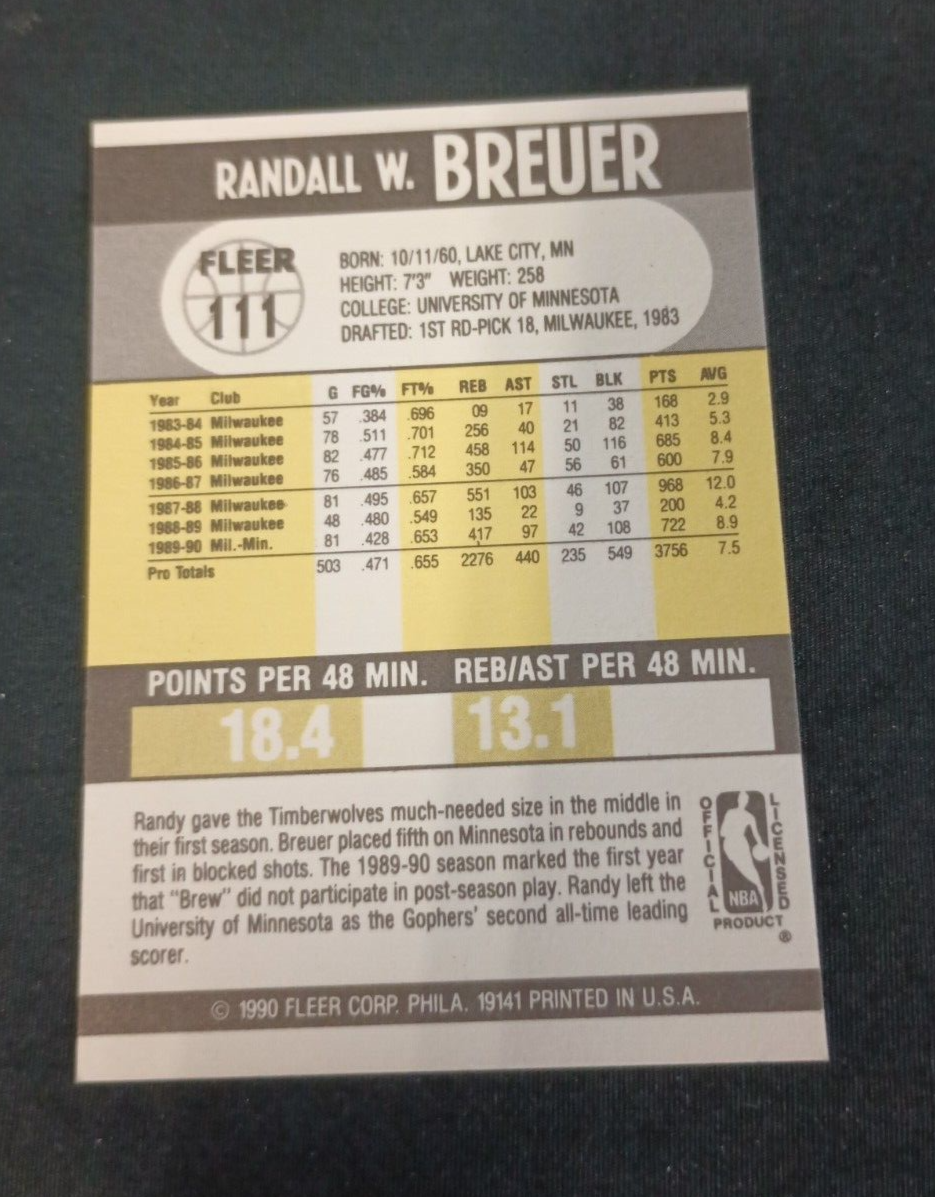 RANDALL W. BREUER
FLEER
111
BORN: 10/11/60, LAKE CITY, MN
HEIGHT: 7'3" WEIGHT: 258
COLLEGE: UNIVERSITY OF MINNESOTA
DRAFTED: 1ST RD-PICK 18, MILWAUKEE, 1983
Year Club G FG% FT% REB AST STL BLK PTS AVG
1983-84 Milwaukee 57 .384 .696 09 17 11 38 168 2.9
1984-85 Milwaukee 78 .511 .701 256 40 21 82 413 5.3
1985-86 Milwaukee 82 .477 .712 458 114 50 116 685 8.4
1986-87 Milwaukee 76 .485 .584 350 47 56 61 600 7.9
1987-88 Milwaukee 81 .495 .657 551 103 46 107 968 12.0
1988-89 Milwaukee 48 .480 .549 135 22 9 37 200 4.2
1989-90 Mil.-Min. 81 .428 .653 417 97 42 108 722 8.9
Pro Totals 503 .471 .655 2276 440 235 549 3756 7.5
POINTS PER 48 MIN. REB/AST PER 48 MIN.
18.4 13.1
Randy gave the Timberwolves much-needed size in the middle in
their first season. Breuer placed fifth on Minnesota in rebounds and
first in blocked shots. The 1989-90 season marked the first year
that "Brew" did not participate in post-season play. Randy left the
University of Minnesota as the Gophers' second all-time leading
scorer.
OFFICIAL
LICENSED
NBA
PRODUCT
®
© 1990 FLEER CORP. PHILA. 19141 PRINTED IN U.S.A.